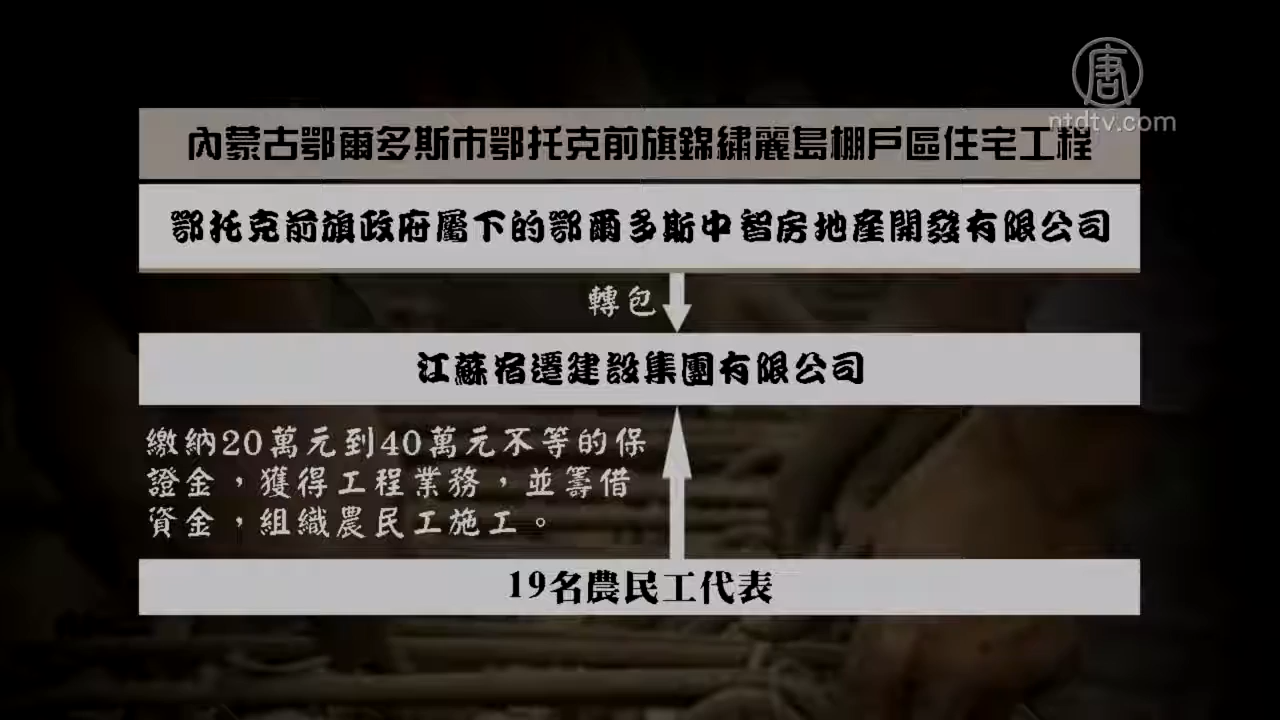 唐
ntdtv.com
內蒙古鄂爾多斯市鄂托克前旗錦繡麗島棚戶區住宅工程
鄂托克前旗政府屬下的鄂爾多斯中智房地產開發有限公司
轉包
江蘇宿遷建設集團有限公司
繳納20萬元到40萬元不等的保
證金，獲得工程業務，並籌借
資金，組織農民工施工。
19名農民工代表